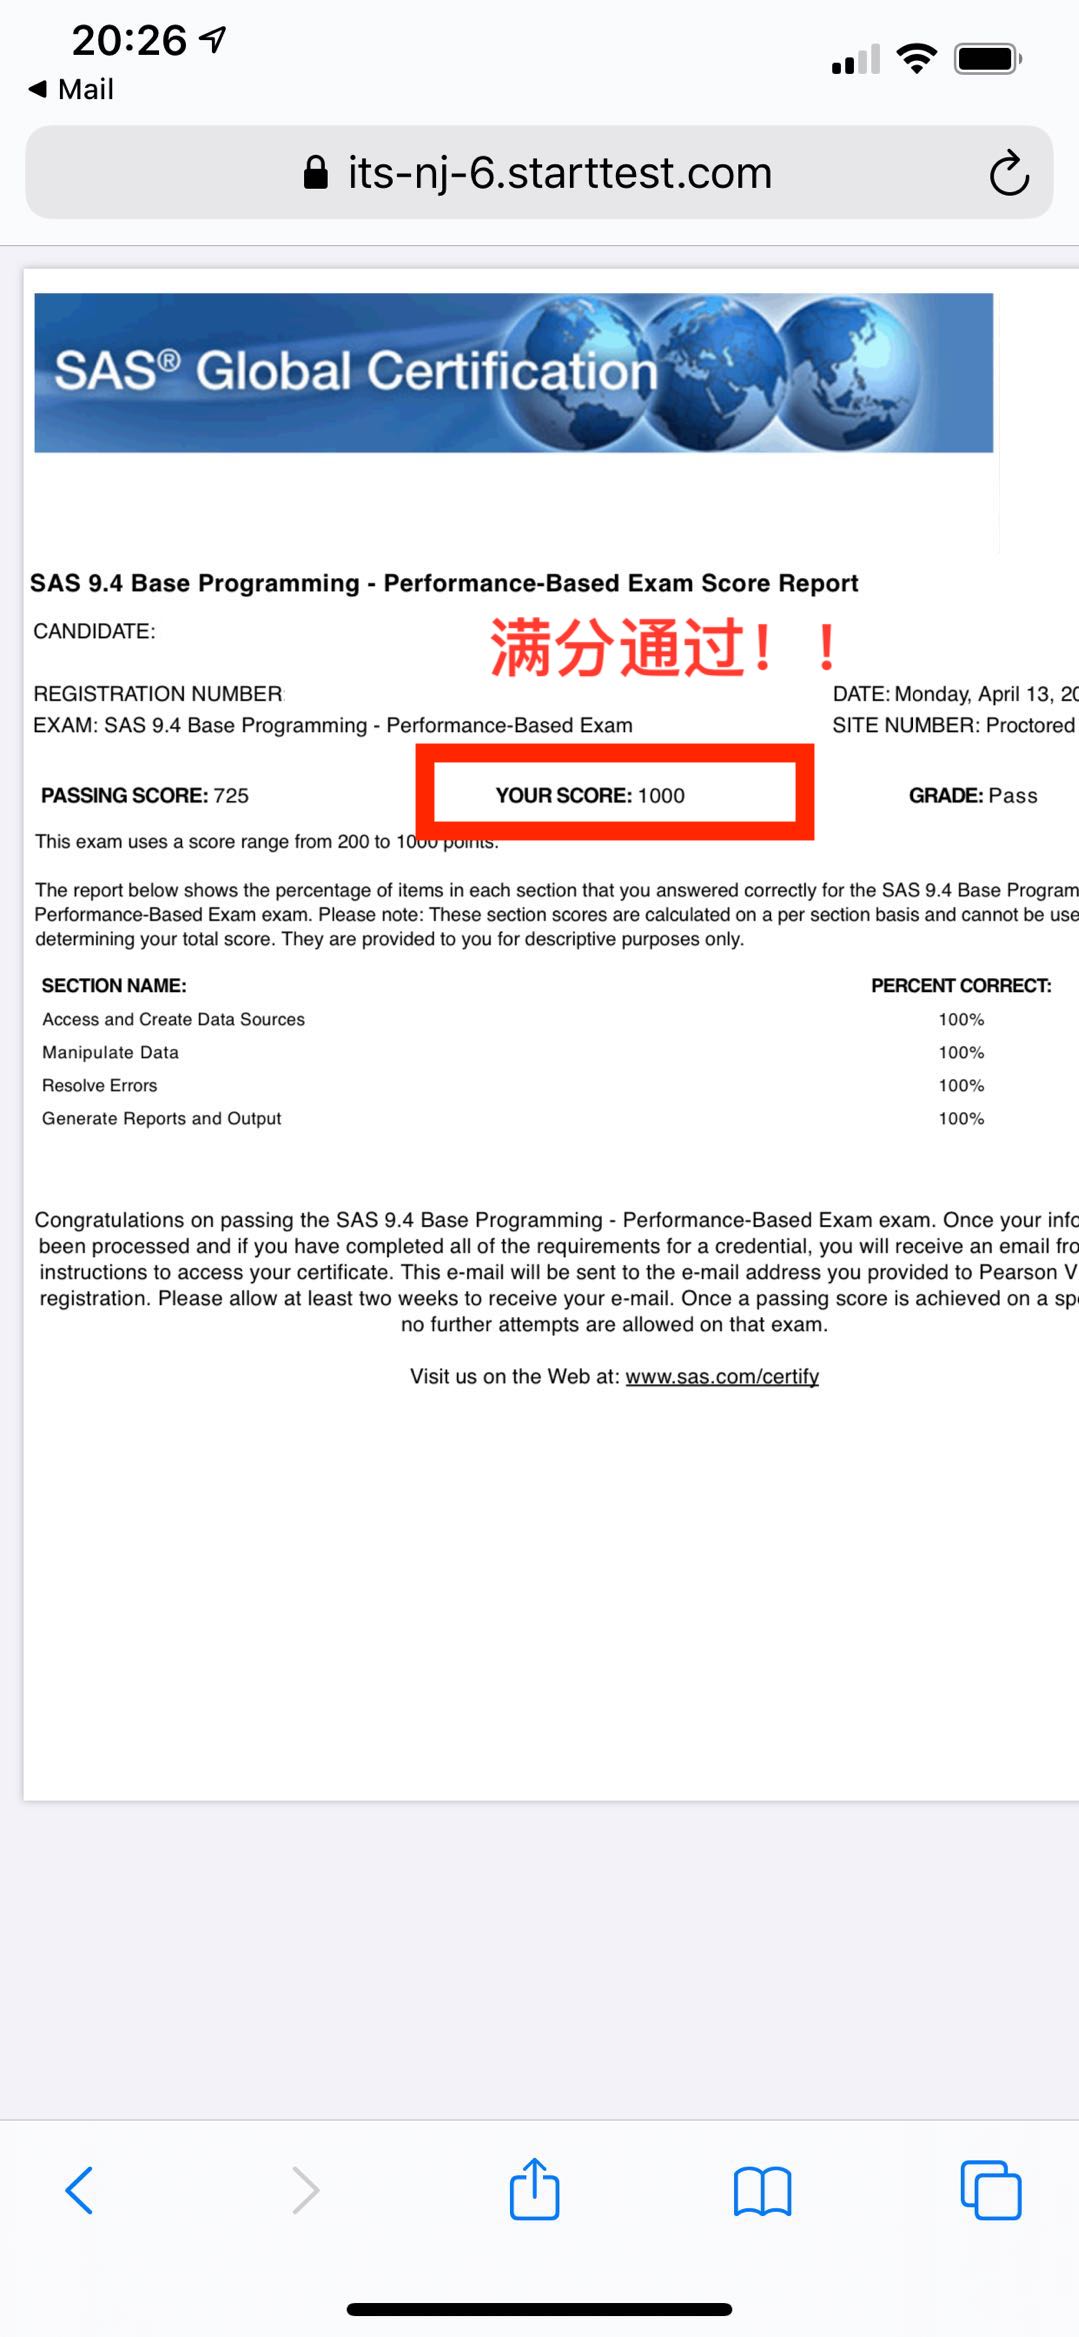 20:26
Mail
its-nj-6.starttest.com
SAS® Global Certification
SAS 9.4 Base Programming - Performance-Based Exam Score Report
CANDIDATE:
满分通过！！
REGISTRATION NUMBER
DATE: Monday, April 13, 20
EXAM: SAS 9.4 Base Programming - Performance-Based Exam
SITE NUMBER: Proctored
PASSING SCORE: 725
YOUR SCORE: 1000
GRADE: Pass
This exam uses a score range from 200 to 1000 points.
The report below shows the percentage of items in each section that you answered correctly for the SAS 9.4 Base Program
Performance-Based Exam exam. Please note: These section scores are calculated on a per section basis and cannot be use
determining your total score. They are provided to you for descriptive purposes only.
SECTION NAME:
PERCENT CORRECT:
Access and Create Data Sources
100%
Manipulate Data
100%
Resolve Errors
100%
Generate Reports and Output
100%
Congratulations on passing the SAS 9.4 Base Programming - Performance-Based Exam exam. Once your info
been processed and if you have completed all of the requirements for a credential, you will receive an email fro
instructions to access your certificate. This e-mail will be sent to the e-mail address you provided to Pearson V
registration. Please allow at least two weeks to receive your e-mail. Once a passing score is achieved on a spe
no further attempts are allowed on that exam.
Visit us on the Web at: www.sas.com/certify